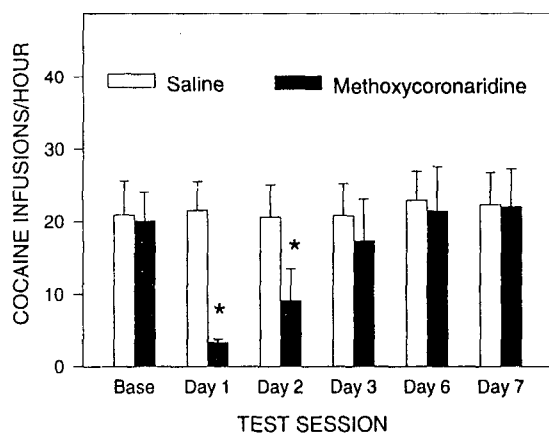 COCAINE INFUSIONS/HOUR
40
30
20
10
0
Saline
Methoxycoronaridine
*
*
Base Day 1 Day 2 Day 3 Day 6 Day 7
TEST SESSION